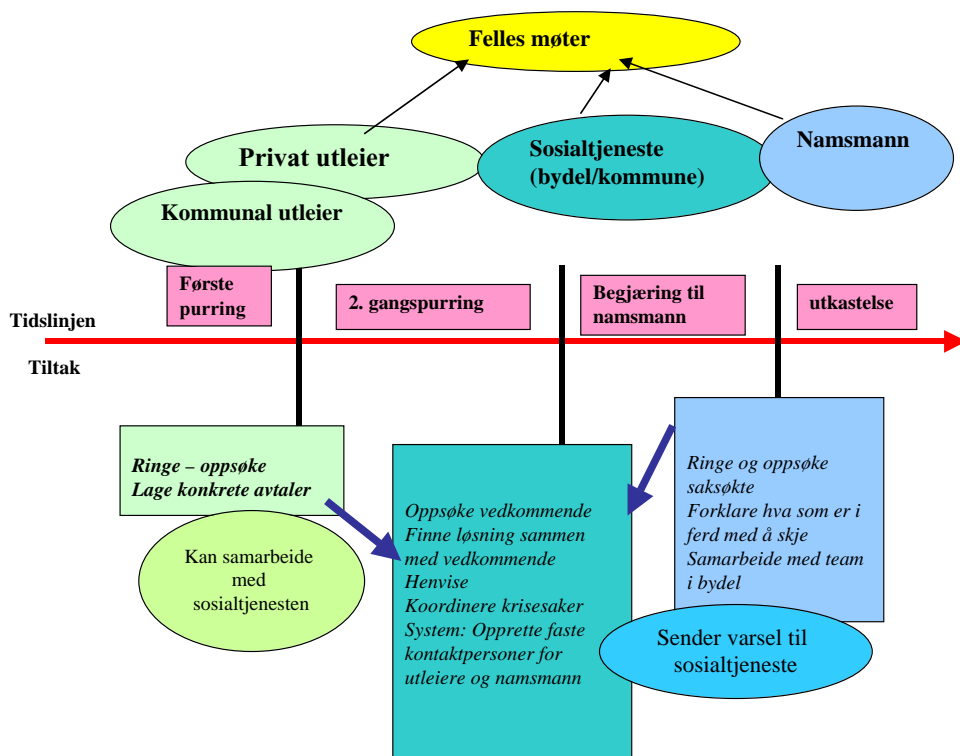 Felles møter
Privat utleier
Sosialtjeneste
(bydel/kommune)
Namsmann
Kommunal utleier
Første
purring
2. gangspurring
Begjæring til
namsmann
utkastelse
Tidslinjen
Tiltak
Ringe – oppsøke
Lage konkrete avtaler
Kan samarbeide
med
sosialtjenesten
Oppsøke vedkommende
Finne løsning sammen
med vedkommende
Henvise
Koordinere krisesaker
System: Opprette faste
kontaktpersoner for
utleiere og namsmann
Ringe og oppsøke
saksøkte
Forklare hva som er i
ferd med å skje
Samarbeide med team
i bydel
Sender varsel til
sosialtjeneste